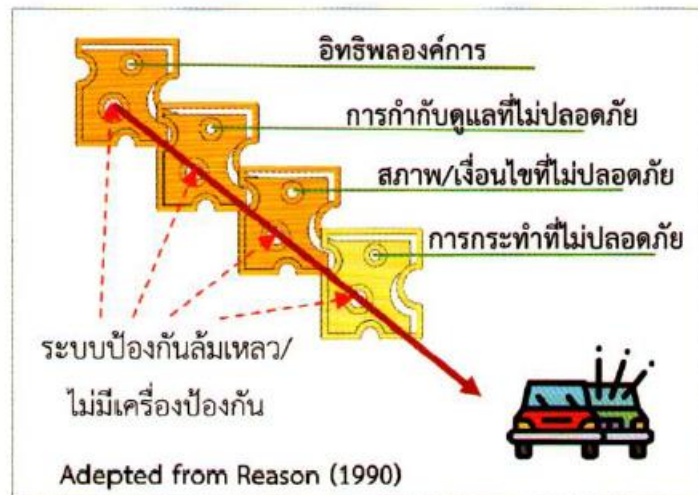 อิทธิพลองค์การ
การกำกับดูแลที่ไม่ปลอดภัย
สภาพ/เงื่อนไขที่ไม่ปลอดภัย
การกระทำที่ไม่ปลอดภัย
ระบบป้องกันล้มเหลว/
ไม่มีเครื่องป้องกัน
Adepted from Reason (1990)